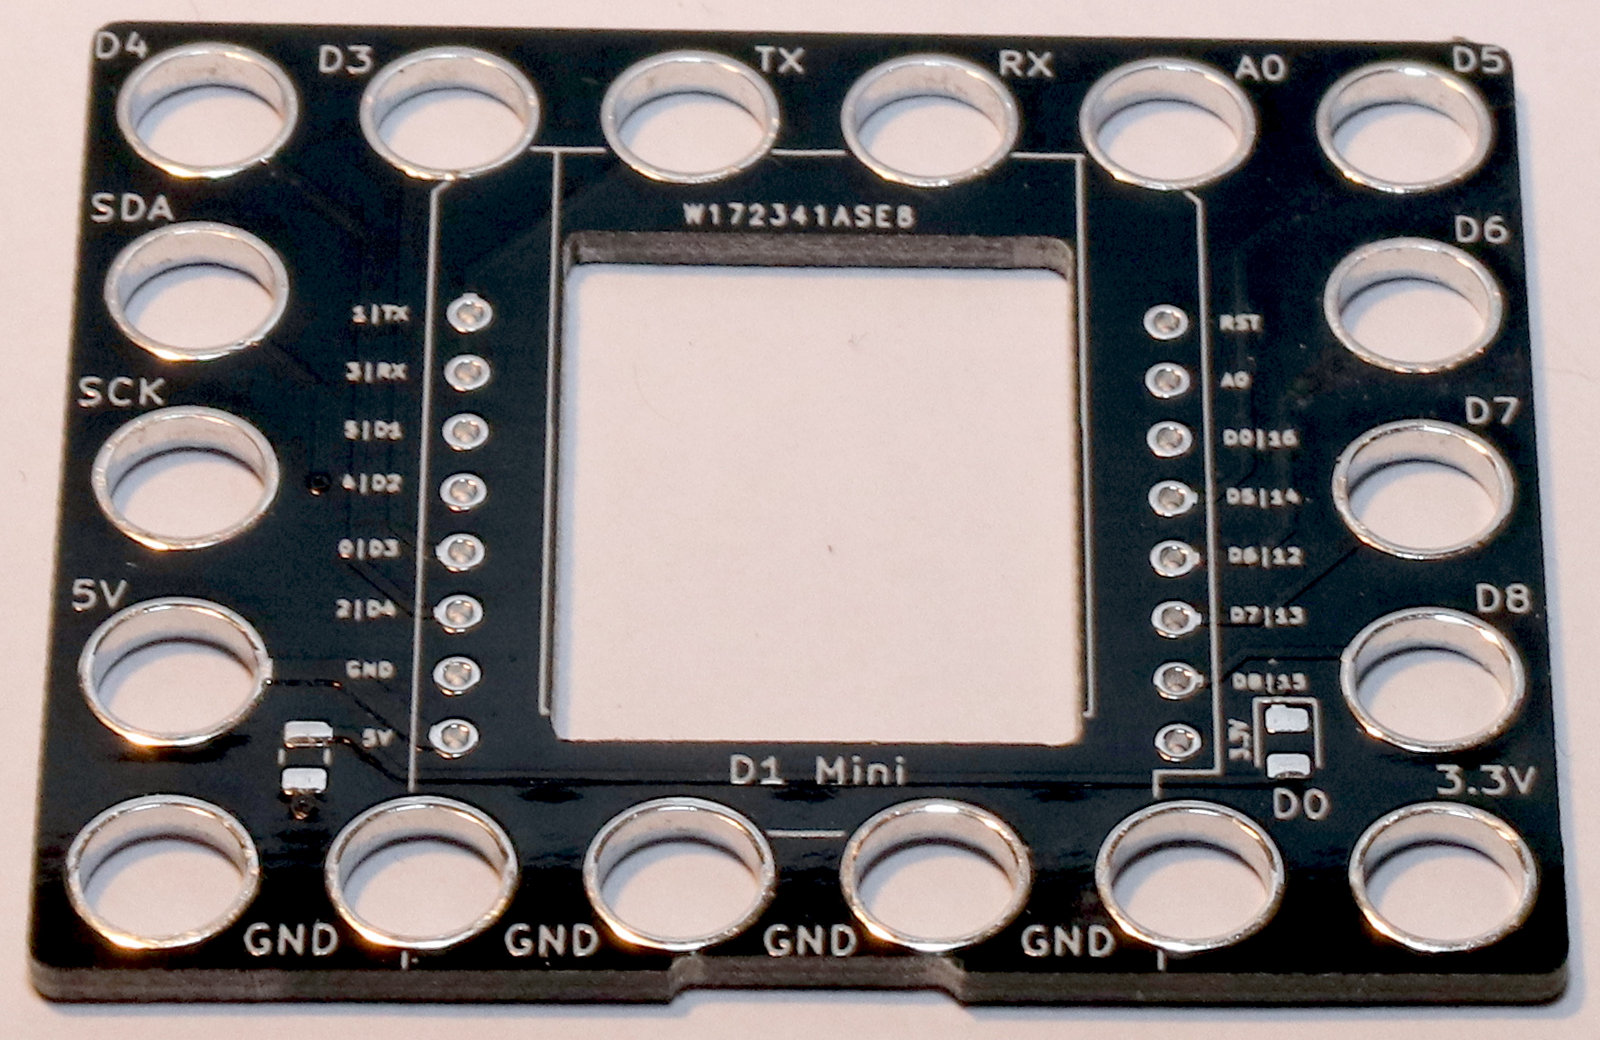 D4
D3
TX
RX
A0
D5
W172341ASE8
SDA
D6
1|TX
RST
3|RX
A0
SCK
D7
5|D1
D0|16
4|D2
D5|14
0|D3
D6|12
5V
2|D4
D7|13
D8
GND
D8|15
5V
3.3V
D1 Mini
3.3V
D0
GND
GND
GND
GND